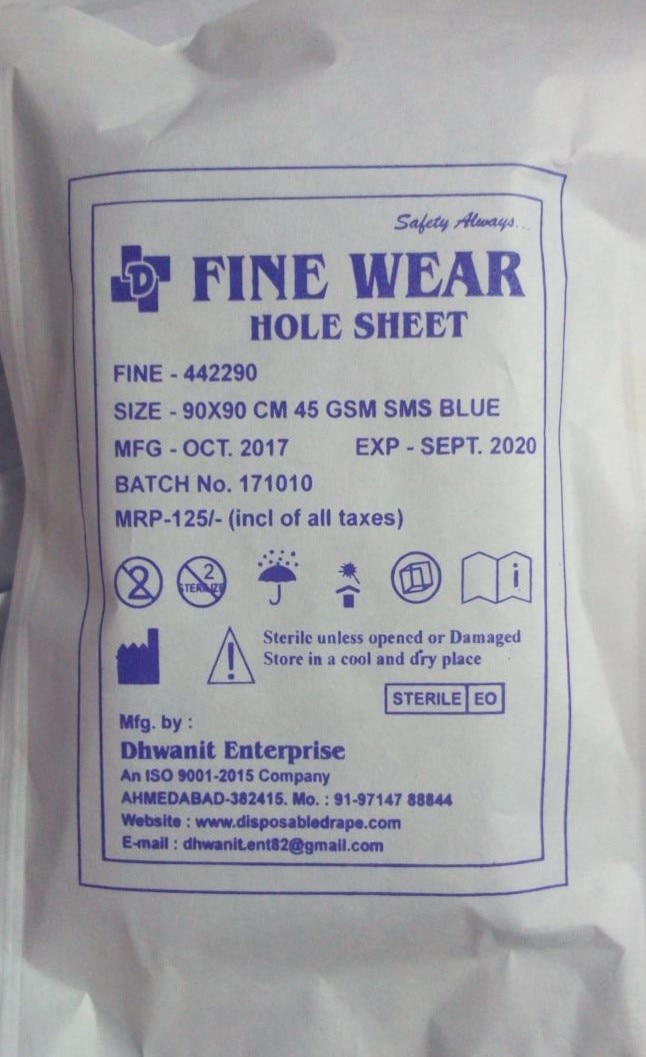 Safety Always...
D
FINE WEAR
HOLE SHEET
FINE - 442290
SIZE - 90X90 CM 45 GSM SMS BLUE
MFG - OCT. 2017 EXP - SEPT. 2020
BATCH No. 171010
MRP-125/- (incl of all taxes)
2
2
STERILIZE
i
!
Sterile unless opened or Damaged
Store in a cool and dry place
STERILE EO
Mfg. by :
Dhwanit Enterprise
An ISO 9001-2015 Company
AHMEDABAD-382415. Mo. : 91-97147 88844
Website : www.disposabledrape.com
E-mail : dhwanit.ent82@gmail.com